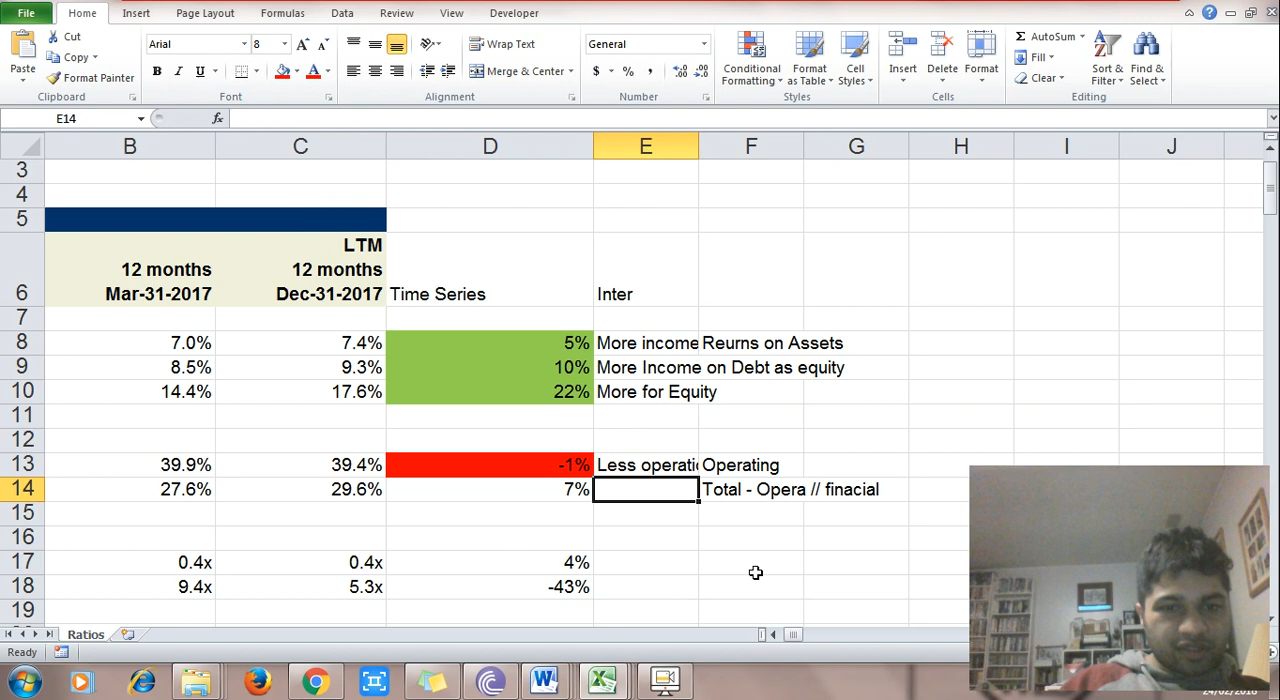 File Home Insert Page Layout Formulas Data Review View Developer
Cut
Copy
Format Painter
Paste
Clipboard
Arial 8
B I U
Font
Wrap Text
Merge & Center
Alignment
General
$ % ,
Number
Conditional Formatting
Format as Table
Cell Styles
Styles
Insert Delete Format
Cells
AutoSum
Fill
Clear
Sort & Filter
Find & Select
Editing
E14 fx
B C D E F G H I J
3
4
5
LTM
12 months 12 months
6 Mar-31-2017 Dec-31-2017 Time Series Inter
7
8 7.0% 7.4% 5% More income Reurns on Assets
9 8.5% 9.3% 10% More Income on Debt as equity
10 14.4% 17.6% 22% More for Equity
11
12
13 39.9% 39.4% -1% Less operati Operating
14 27.6% 29.6% 7% Total - Opera // finacial
15
16
17 0.4x 0.4x 4%
18 9.4x 5.3x -43%
19
Ratios
Ready
24/02/2018